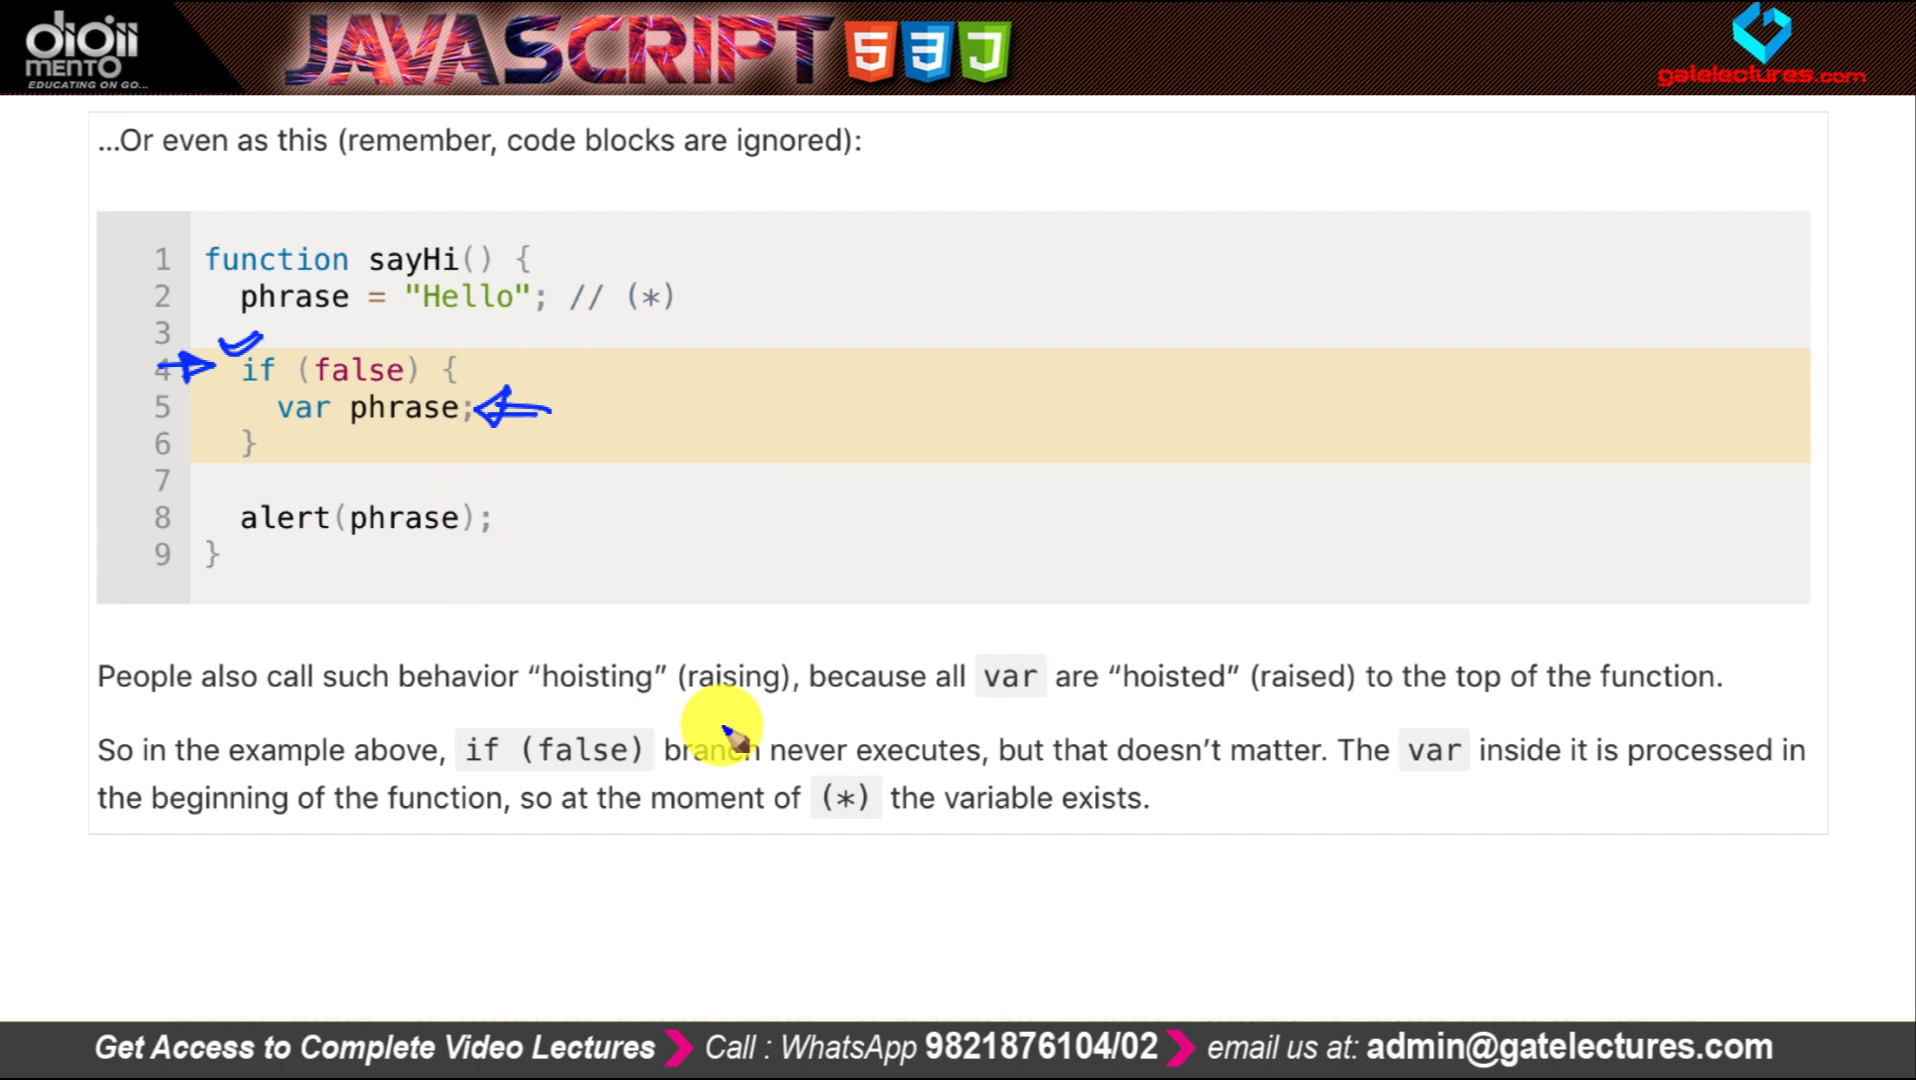 digii
MENTO
EDUCATING ON GO...
JAVASCRIPT
5 3 J
gatelectures.com
...Or even as this (remember, code blocks are ignored):
1 function sayHi() {
2 phrase = "Hello"; // (*)
3
4 if (false) {
5 var phrase;
6 }
7
8 alert(phrase);
9 }
People also call such behavior “hoisting” (raising), because all var are “hoisted” (raised) to the top of the function.
So in the example above, if (false) branch never executes, but that doesn’t matter. The var inside it is processed in
the beginning of the function, so at the moment of (*) the variable exists.
Get Access to Complete Video Lectures Call : WhatsApp 9821876104/02 email us at: admin@gatelectures.com